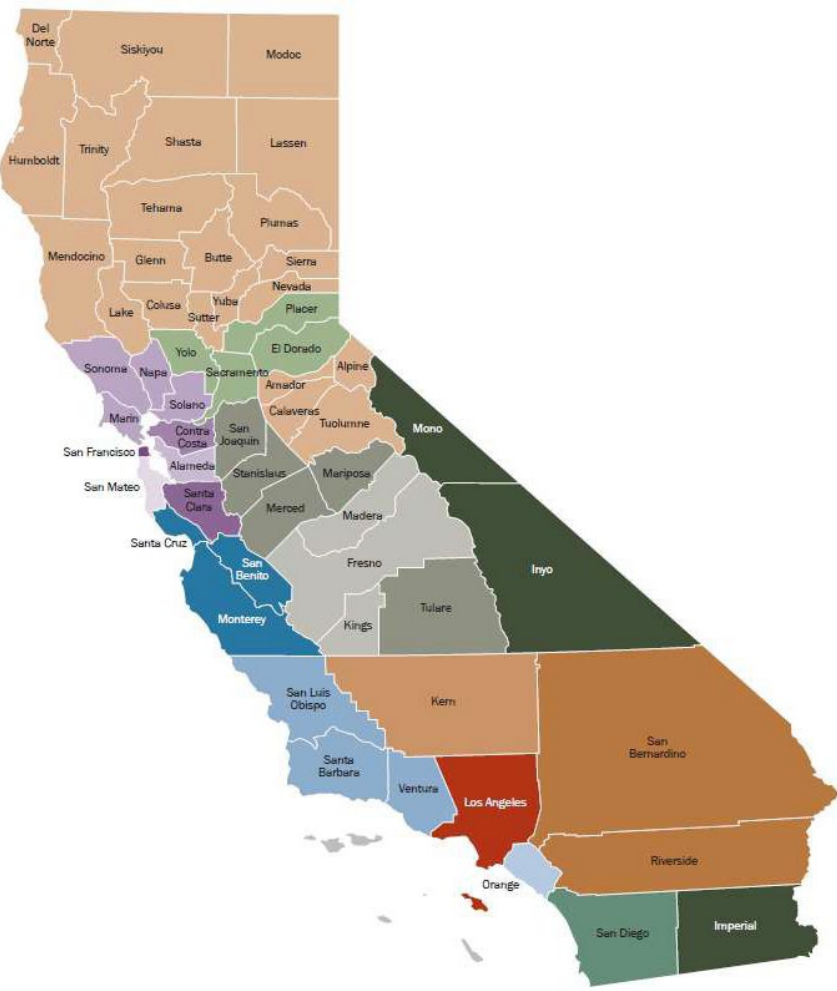 Del
Norte
Siskiyou
Modoc
Humboldt
Trinity
Shasta
Lassen
Tehama
Plumas
Mendocino
Glenn
Butte
Sierra
Nevada
Lake
Colusa
Sutter
Yuba
Placer
Yolo
El Dorado
Sonoma
Napa
Sacramento
Alpine
Amador
Solano
Marin
Calaveras
Tuolumne
Mono
Contra
Costa
San
Joaquin
San Francisco
Alameda
Stanislaus
Mariposa
San Mateo
Santa
Clara
Merced
Madera
Santa Cruz
San
Benito
Fresno
Inyo
Monterey
Kings
Tulare
San Luis
Obispo
Kern
San
Bernardino
Santa
Barbara
Ventura
Los Angeles
Riverside
Orange
San Diego
Imperial